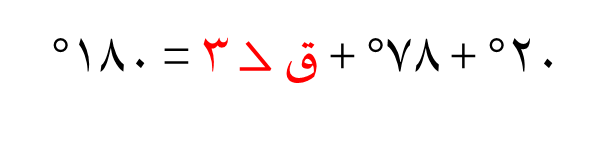 ٢٠° + ٧٨° + ق ∠ ٣ = ١٨٠°